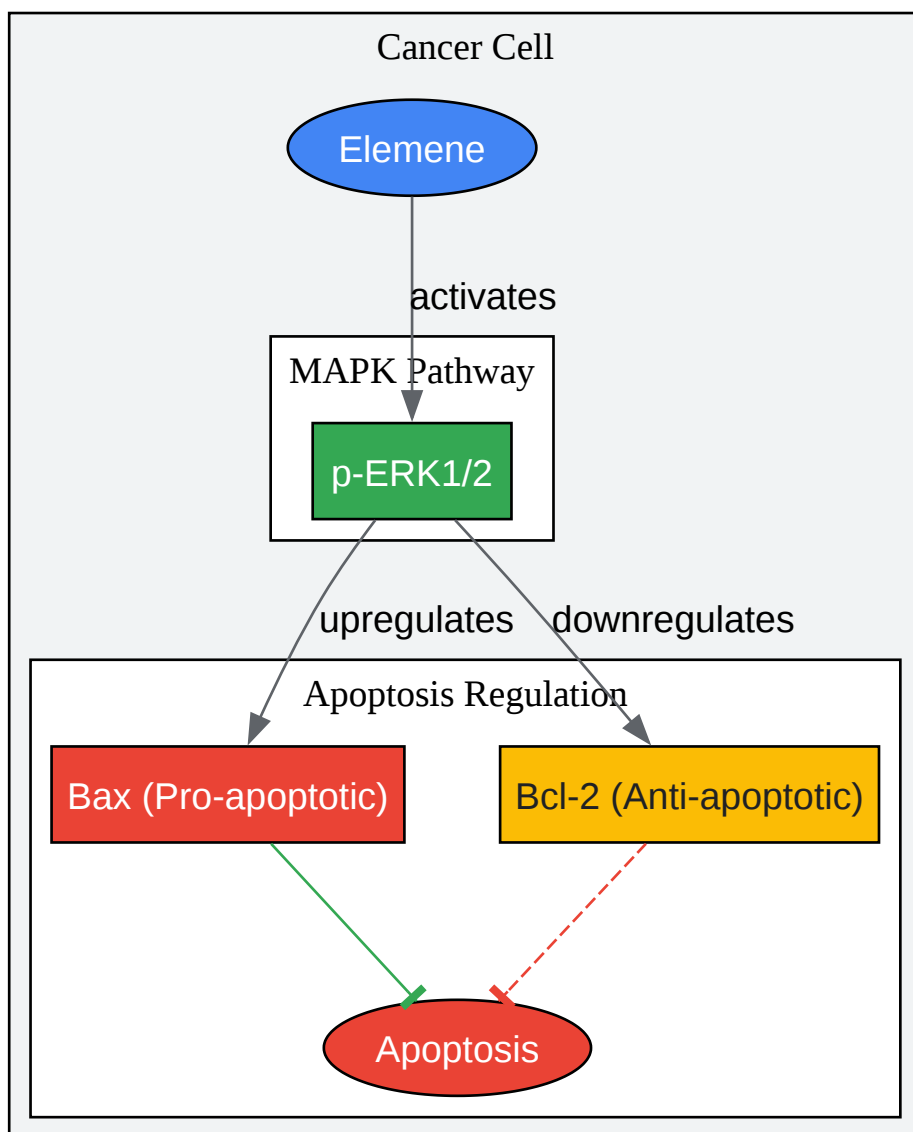 Cancer Cell
Elemene
activates
MAPK Pathway
p-ERK1/2
upregulates
downregulates
Apoptosis Regulation
Bax (Pro-apoptotic)
Bcl-2 (Anti-apoptotic)
Apoptosis